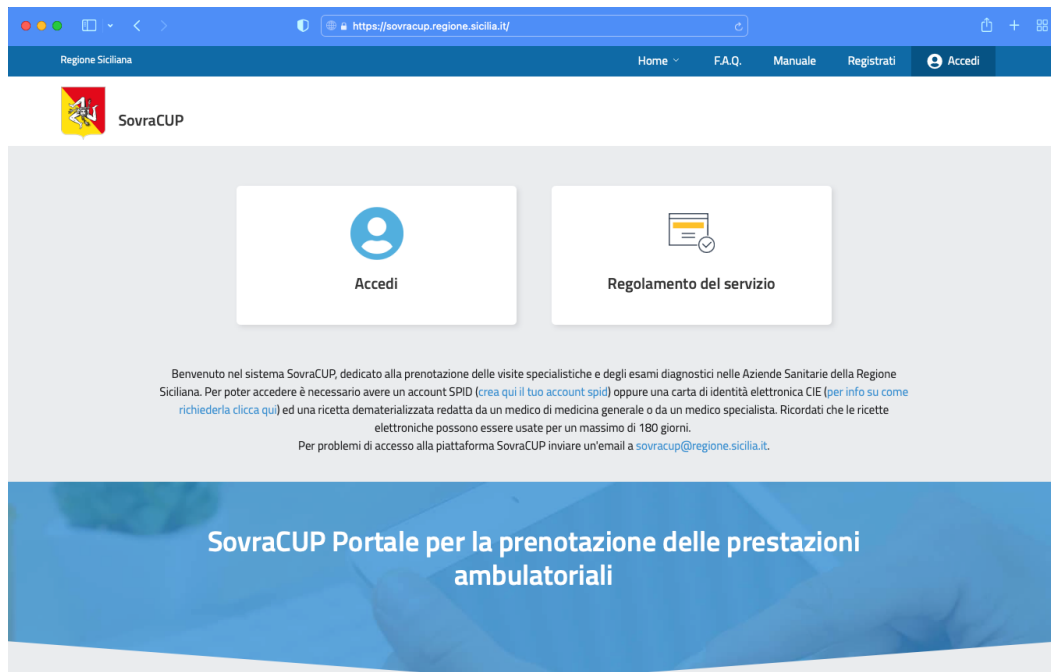 https://sovracup.regione.sicilia.it/
Regione Siciliana Home F.A.Q. Manuale Registrati Accedi
SovraCUP
Accedi
Regolamento del servizio
Benvenuto nel sistema SovraCUP, dedicato alla prenotazione delle visite specialistiche e degli esami diagnostici nelle Aziende Sanitarie della Regione
Siciliana. Per poter accedere è necessario avere un account SPID (crea qui il tuo account spid) oppure una carta di identità elettronica CIE (per info su come
richiederla clicca qui) ed una ricetta dematerializzata redatta da un medico di medicina generale o da un medico specialista. Ricordati che le ricette
elettroniche possono essere usate per un massimo di 180 giorni.
Per problemi di accesso alla piattaforma SovraCUP inviare un'email a sovracup@regione.sicilia.it.
SovraCUP Portale per la prenotazione delle prestazioni
ambulatoriali